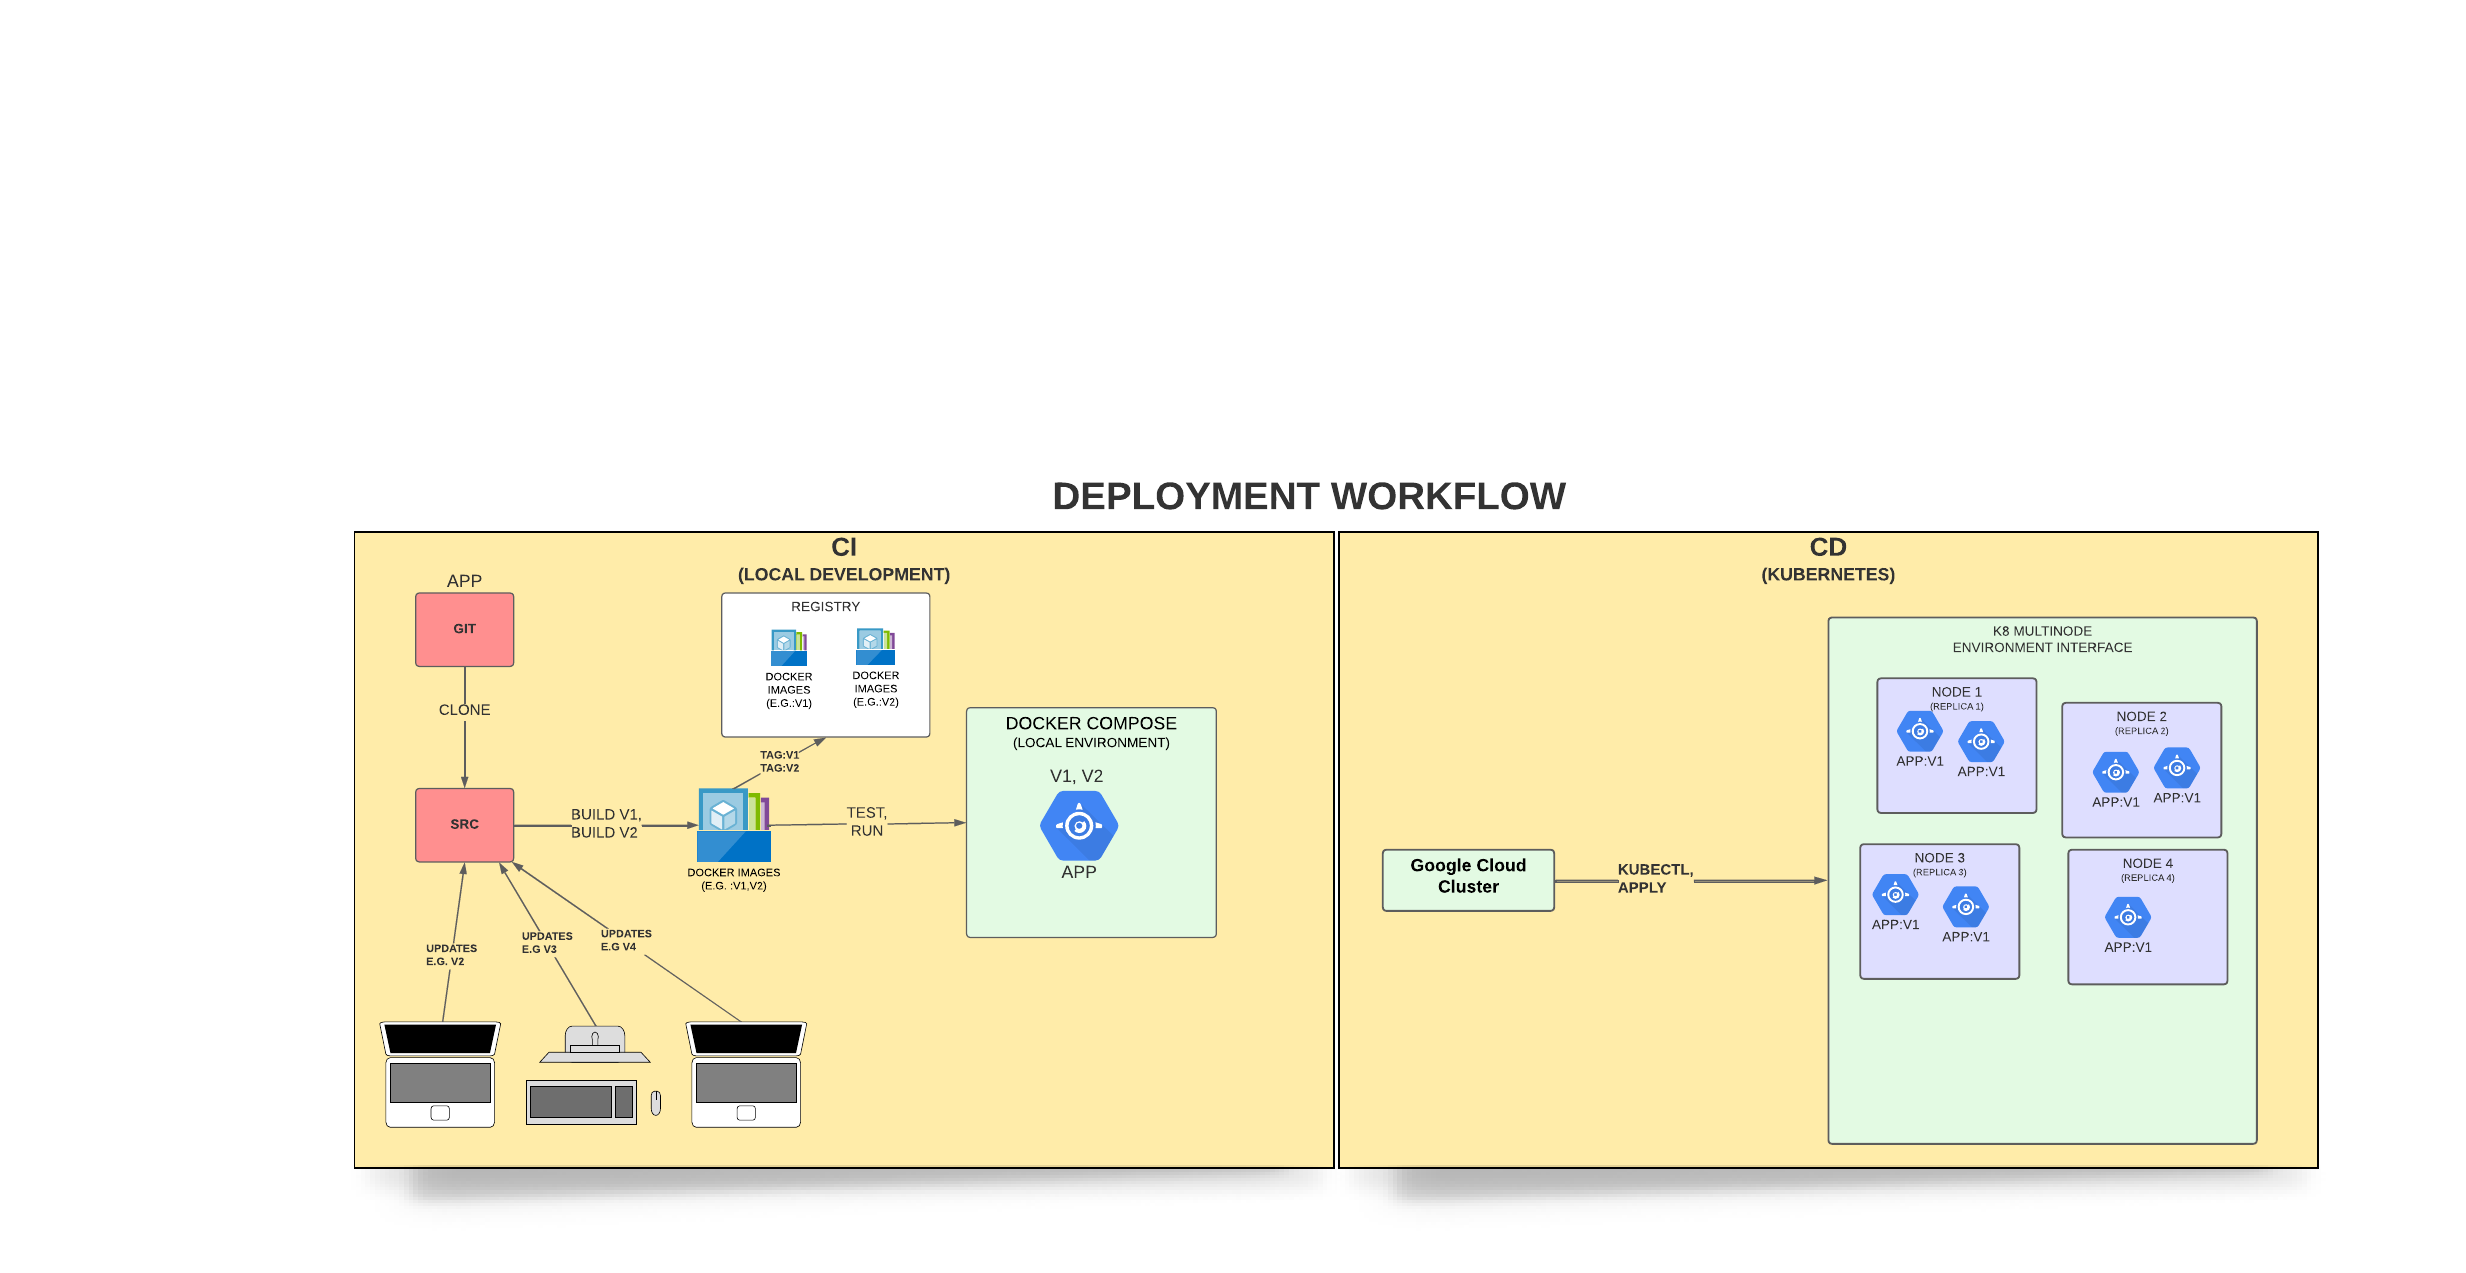 DEPLOYMENT WORKFLOW
CI
(LOCAL DEVELOPMENT)
APP
GIT
CLONE
SRC
BUILD V1,
BUILD V2
REGISTRY
DOCKER
IMAGES
(E.G.:V1)
DOCKER
IMAGES
(E.G.:V2)
TAG:V1
TAG:V2
DOCKER IMAGES
(E.G. :V1,V2)
TEST,
RUN
DOCKER COMPOSE
(LOCAL ENVIRONMENT)
V1, V2
APP
UPDATES
E.G. V2
UPDATES
E.G V3
UPDATES
E.G V4
CD
(KUBERNETES)
Google Cloud
Cluster
KUBECTL,
APPLY
K8 MULTINODE
ENVIRONMENT INTERFACE
NODE 1
(REPLICA 1)
APP:V1
APP:V1
NODE 2
(REPLICA 2)
APP:V1
APP:V1
NODE 3
(REPLICA 3)
APP:V1
APP:V1
NODE 4
(REPLICA 4)
APP:V1